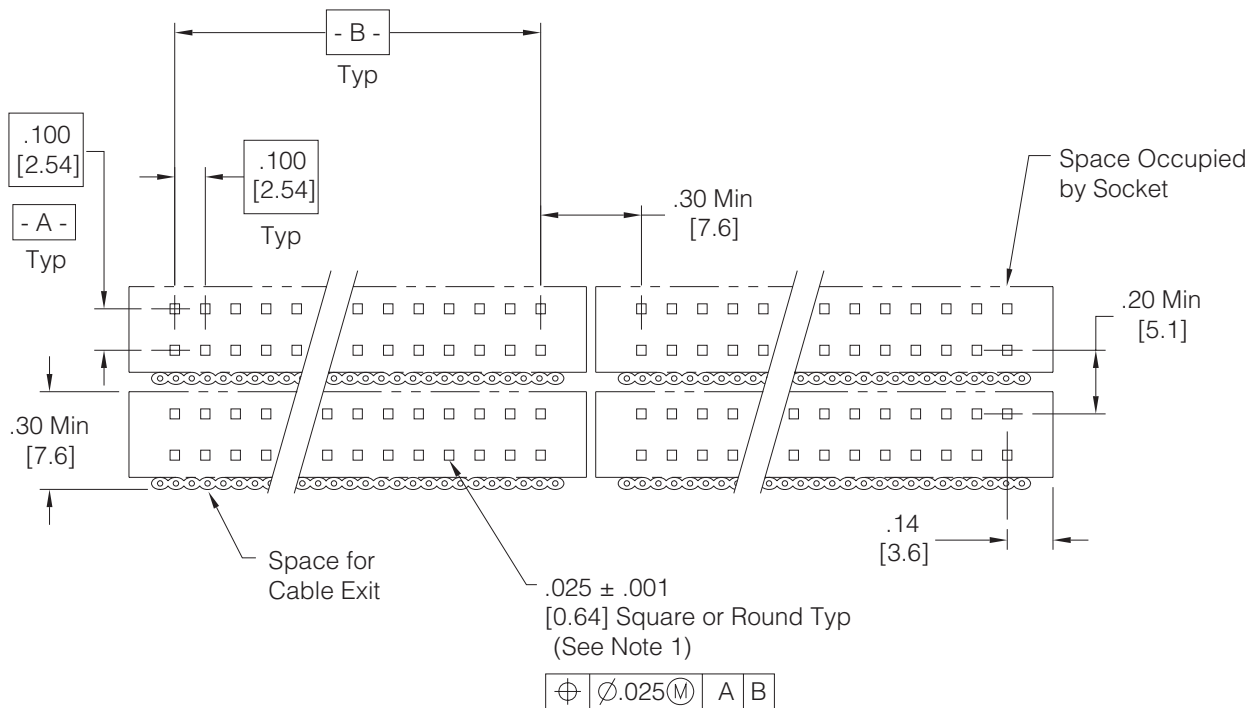 - B -
Typ
.100
[2.54]
- A -
Typ
.100
[2.54]
Typ
.30 Min
[7.6]
Space Occupied
by Socket
.20 Min
[5.1]
.30 Min
[7.6]
.14
[3.6]
Space for
Cable Exit
.025 ± .001
[0.64] Square or Round Typ
(See Note 1)
⌖ ∅.025Ⓜ A B